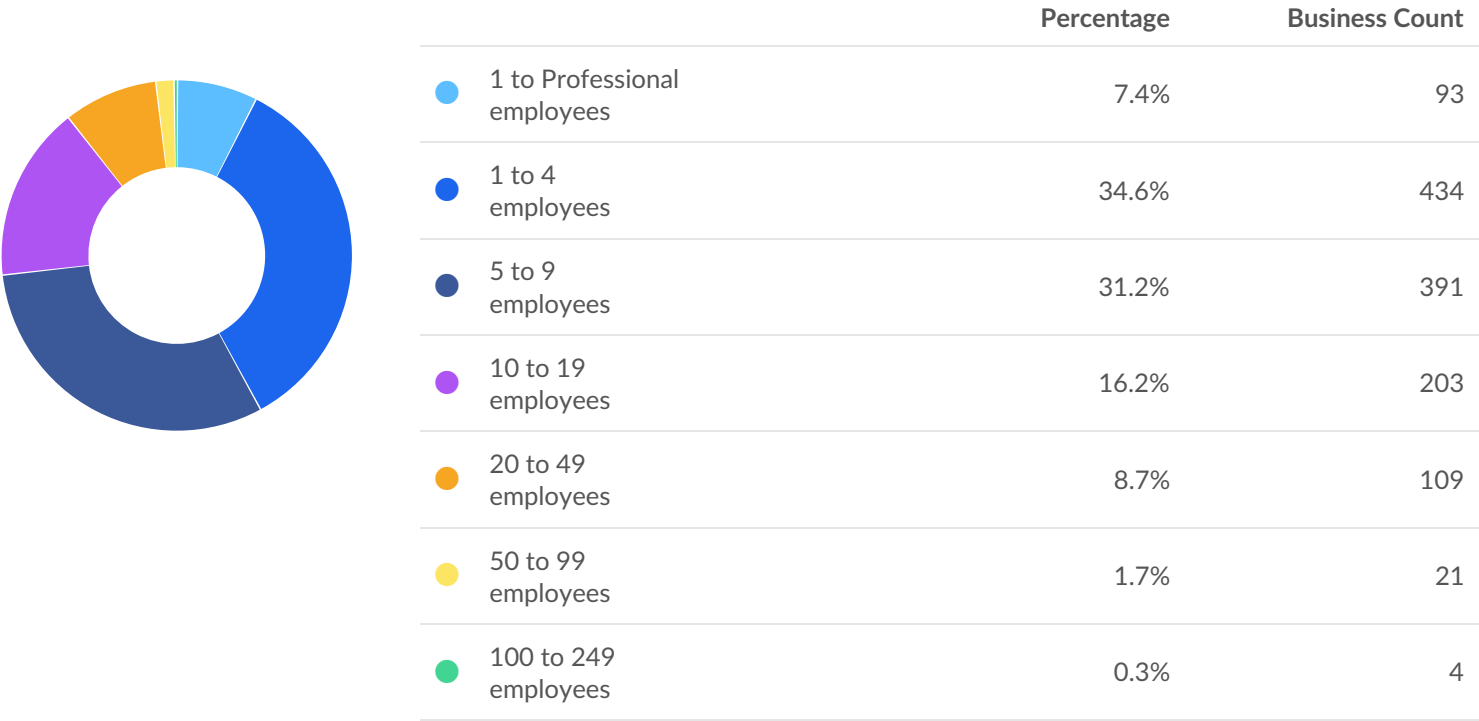 Percentage Business Count
1 to Professional
employees
7.4% 93
1 to 4
employees
34.6% 434
5 to 9
employees
31.2% 391
10 to 19
employees
16.2% 203
20 to 49
employees
8.7% 109
50 to 99
employees
1.7% 21
100 to 249
employees
0.3% 4